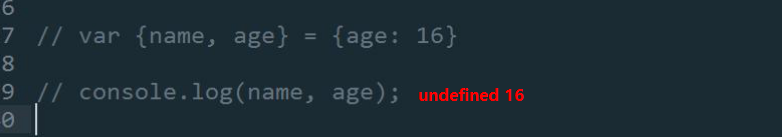 6
7 // var {name, age} = {age: 16}
8
9 // console.log(name, age); undefined 16
0